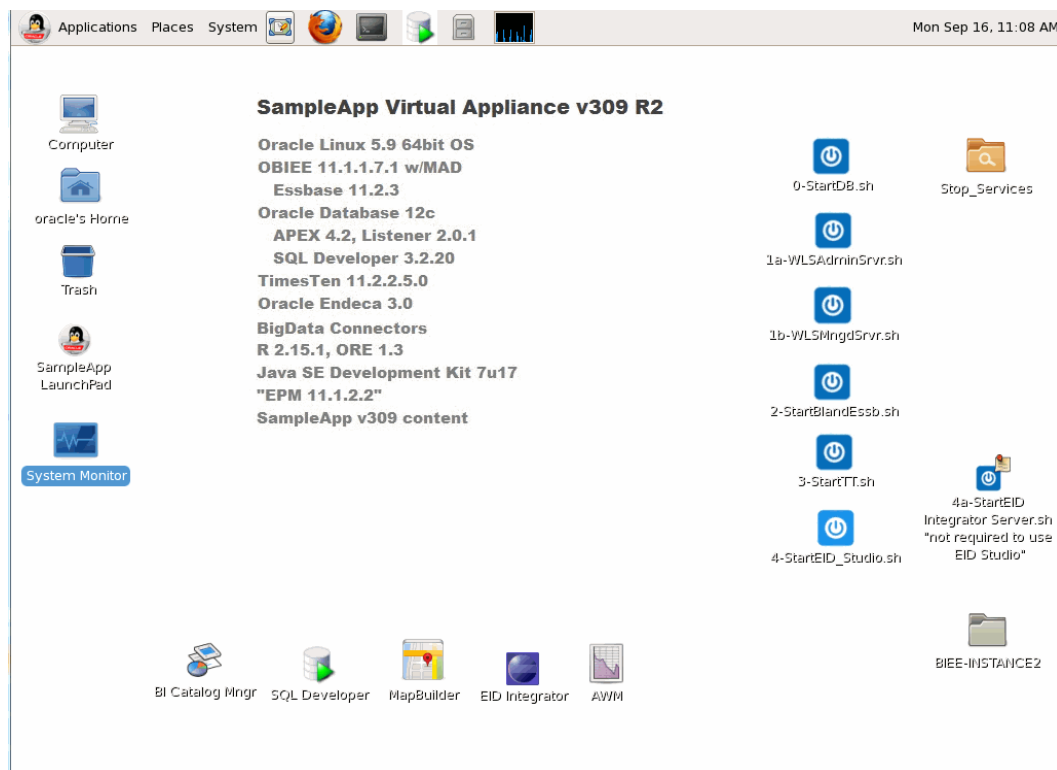 Applications Places System
Mon Sep 16, 11:08 AM
SampleApp Virtual Appliance v309 R2
Oracle Linux 5.9 64bit OS
OBIEE 11.1.1.7.1 w/MAD
Essbase 11.2.3
Oracle Database 12c
APEX 4.2, Listener 2.0.1
SQL Developer 3.2.20
TimesTen 11.2.2.5.0
Oracle Endeca 3.0
BigData Connectors
R 2.15.1, ORE 1.3
Java SE Development Kit 7u17
"EPM 11.1.2.2"
SampleApp v309 content
Computer
oracle's Home
Trash
SampleApp
LaunchPad
System Monitor
0-StartDB.sh
1a-WLSAdminSrvr.sh
1b-WLSMngdSrvr.sh
2-StartBIandEssb.sh
3-StartTT.sh
4-StartEID_Studio.sh
Stop_Services
4a-StartEID
Integrator Server.sh
"not required to use
EID Studio"
BIEE-INSTANCE2
BI Catalog Mngr
SQL Developer
MapBuilder
EID Integrator
AWM